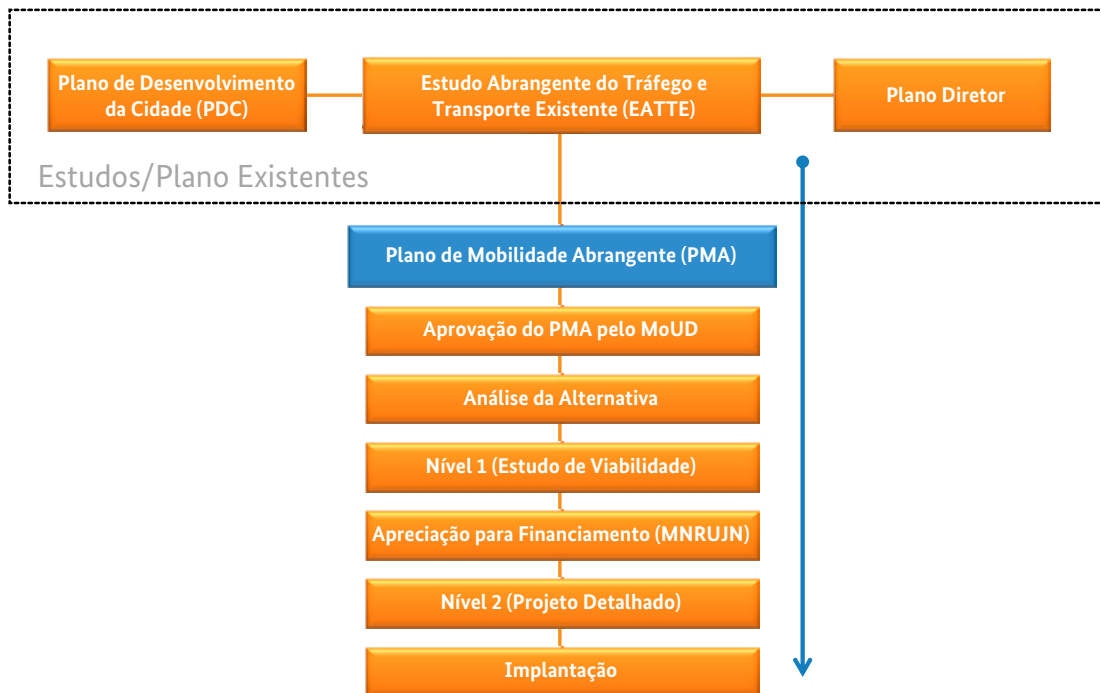 Plano de Desenvolvimento
da Cidade (PDC)
Estudo Abrangente do Tráfego e
Transporte Existente (EATTE)
Plano Diretor
Estudos/Plano Existentes
Plano de Mobilidade Abrangente (PMA)
Aprovação do PMA pelo MoUD
Análise da Alternativa
Nível 1 (Estudo de Viabilidade)
Apreciação para Financiamento (MNRUJN)
Nível 2 (Projeto Detalhado)
Implantação